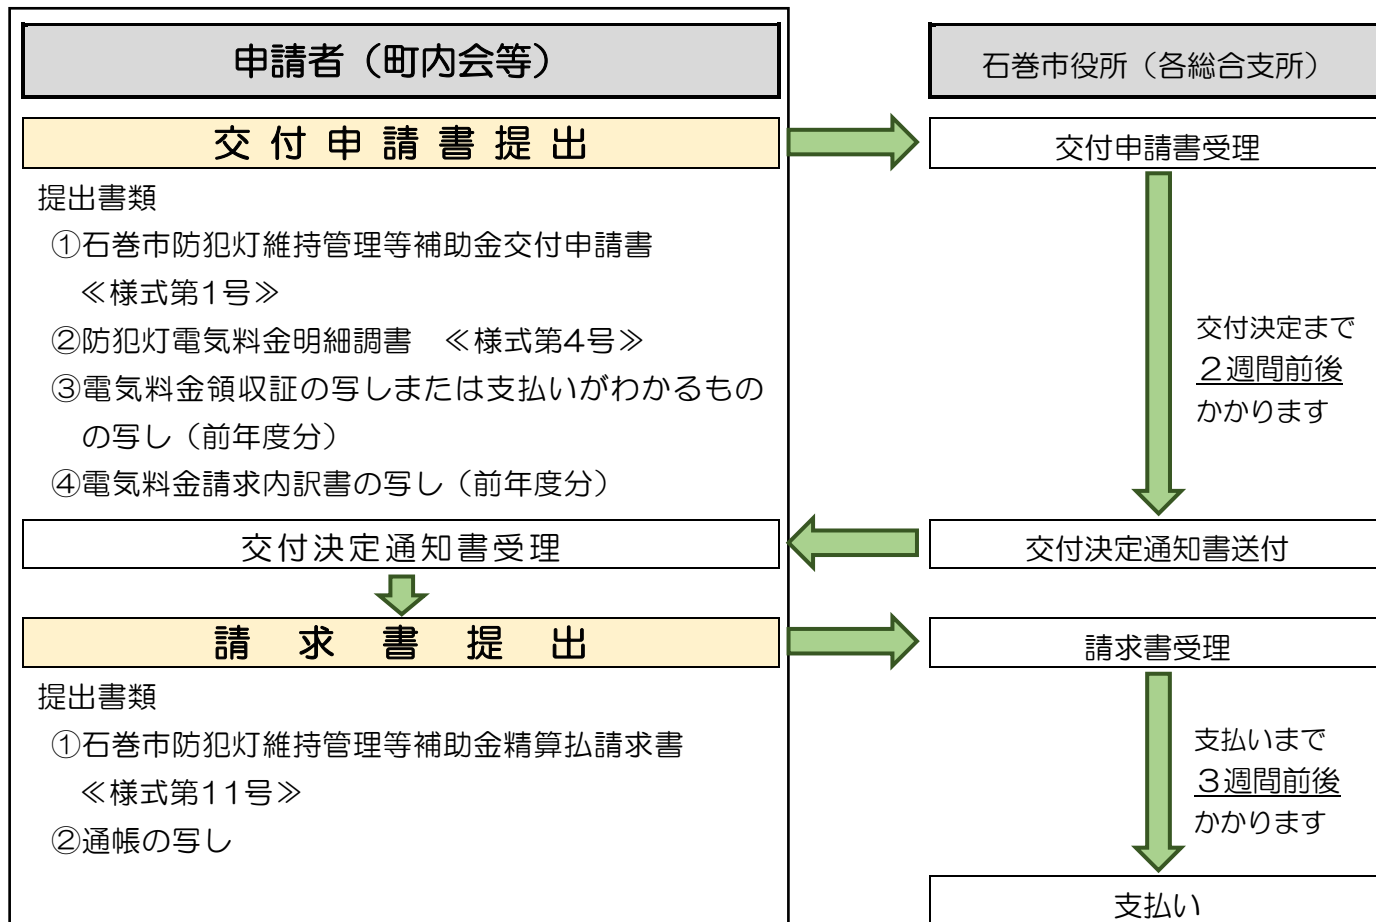 申請者（町内会等）
石巻市役所（各総合支所）
交付申請書提出
交付申請書受理
提出書類
①石巻市防犯灯維持管理等補助金交付申請書
≪様式第1号≫
②防犯灯電気料金明細調書　≪様式第4号≫
③電気料金領収証の写しまたは支払いがわかるもの
の写し（前年度分）
④電気料金請求内訳書の写し（前年度分）
交付決定まで
２週間前後
かかります
交付決定通知書受理
交付決定通知書送付
請求書提出
請求書受理
提出書類
①石巻市防犯灯維持管理等補助金精算払請求書
≪様式第11号≫
②通帳の写し
支払いまで
３週間前後
かかります
支払い